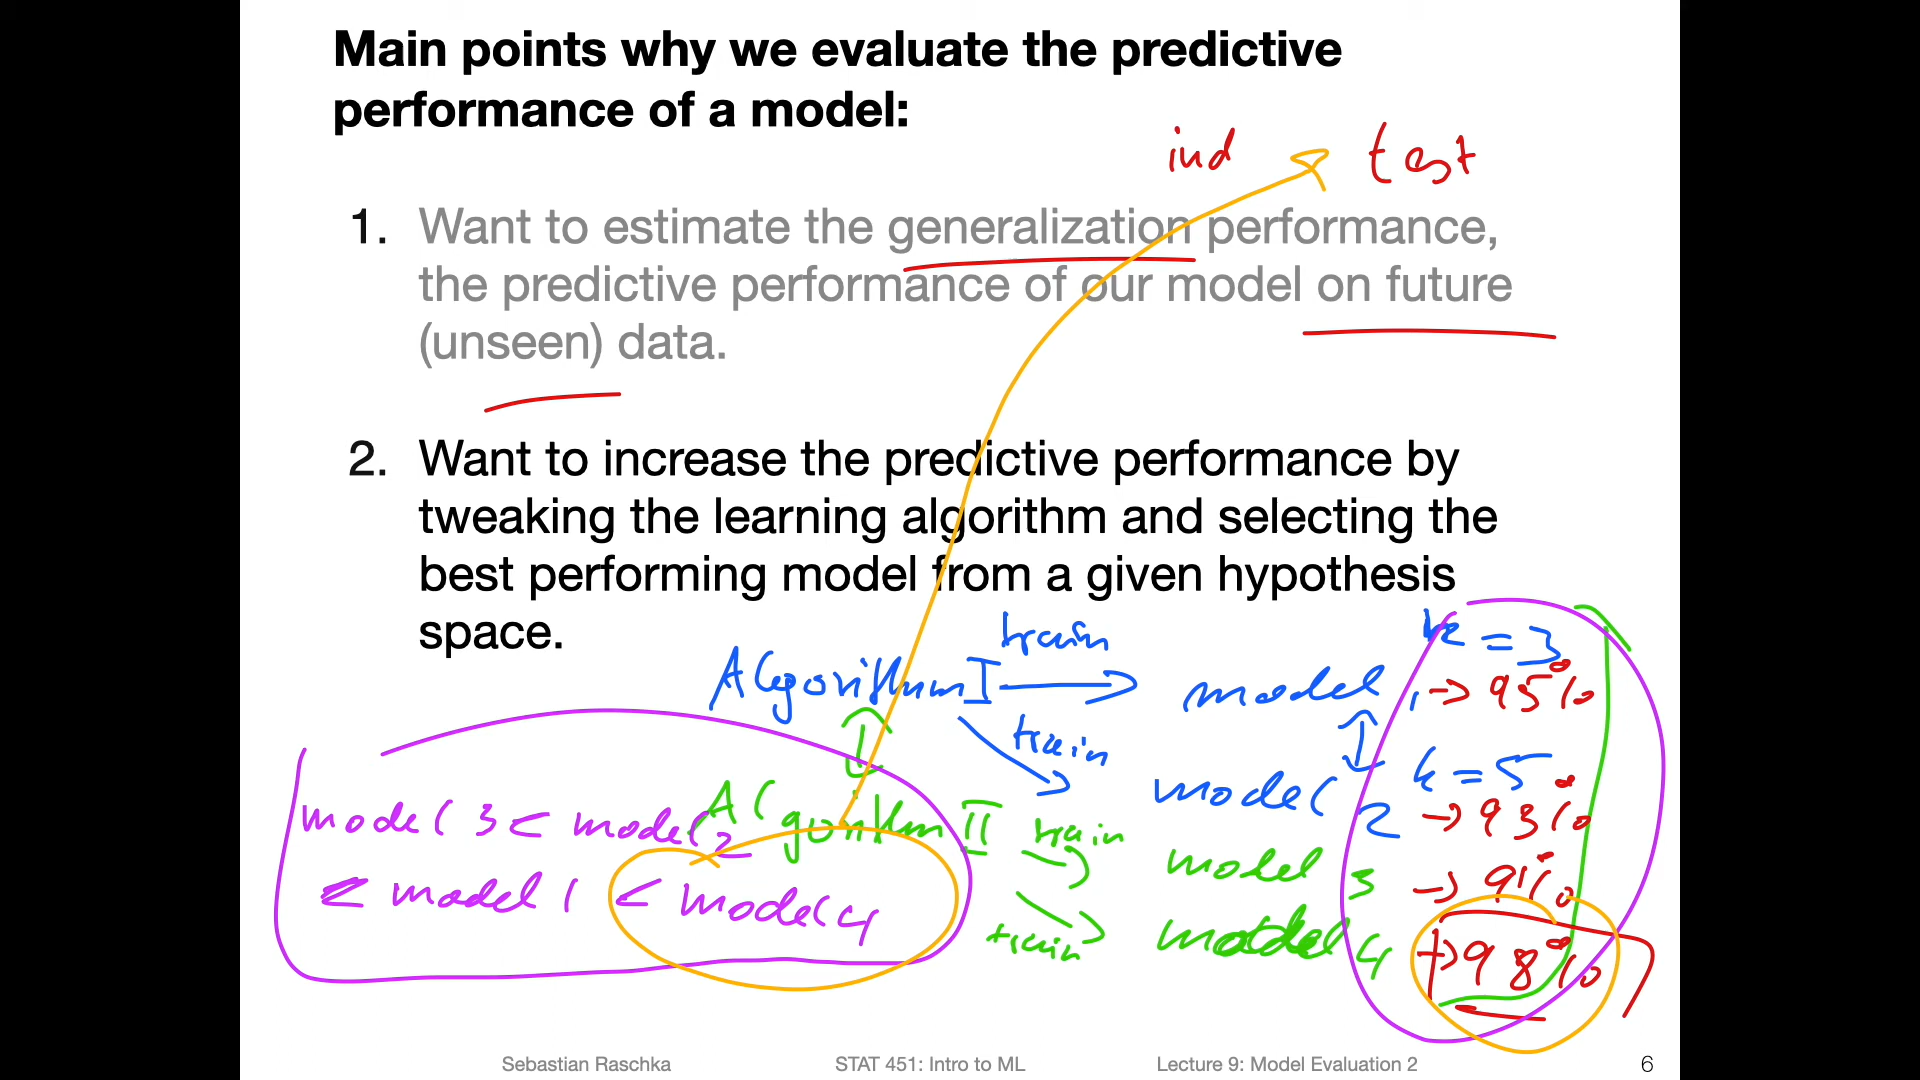 Main points why we evaluate the predictive
performance of a model:
ind test
1. Want to estimate the generalization performance,
the predictive performance of our model on future
(unseen) data.
2. Want to increase the predictive performance by
tweaking the learning algorithm and selecting the
best performing model from a given hypothesis
space.
Algorithm I train model 1 k = 3 → 95%
train model 2 k = 5 → 93%
Algorithm II train model 3 → 91%
train model 4 → 98%
model 3 < model 2
< model 1 < model 4
Sebastian Raschka STAT 451: Intro to ML Lecture 9: Model Evaluation 2 6